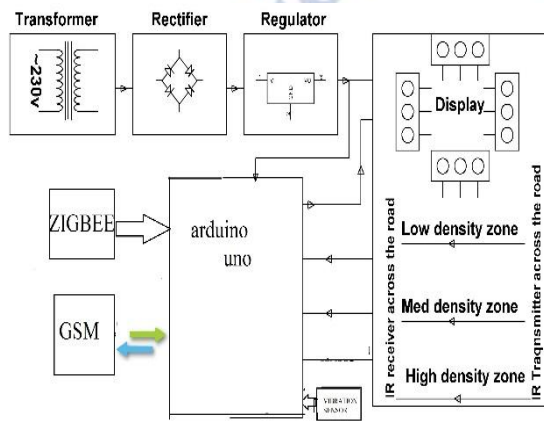 Transformer
Rectifier
Regulator
~230v
Display
ZIGBEE
arduino
uno
GSM
VIBRATION
SENSOR
IR receiver across the road
Low density zone
Med density zone
High density zone
IR Traqnsmitter across the road